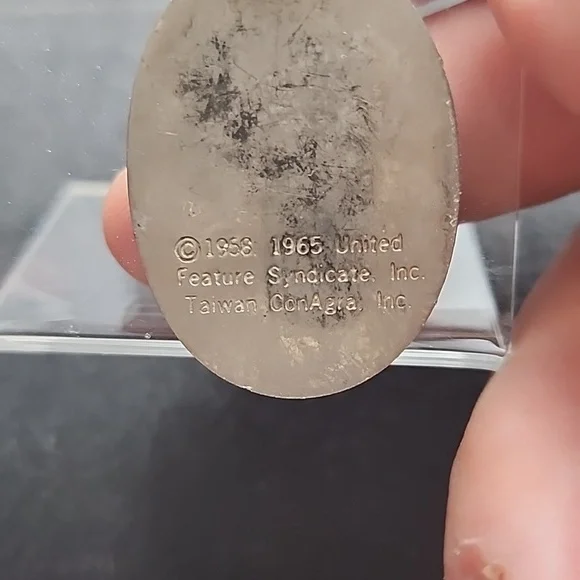 © 1958, 1965 United
Feature Syndicate, Inc.
Taiwan ConAgra, Inc.